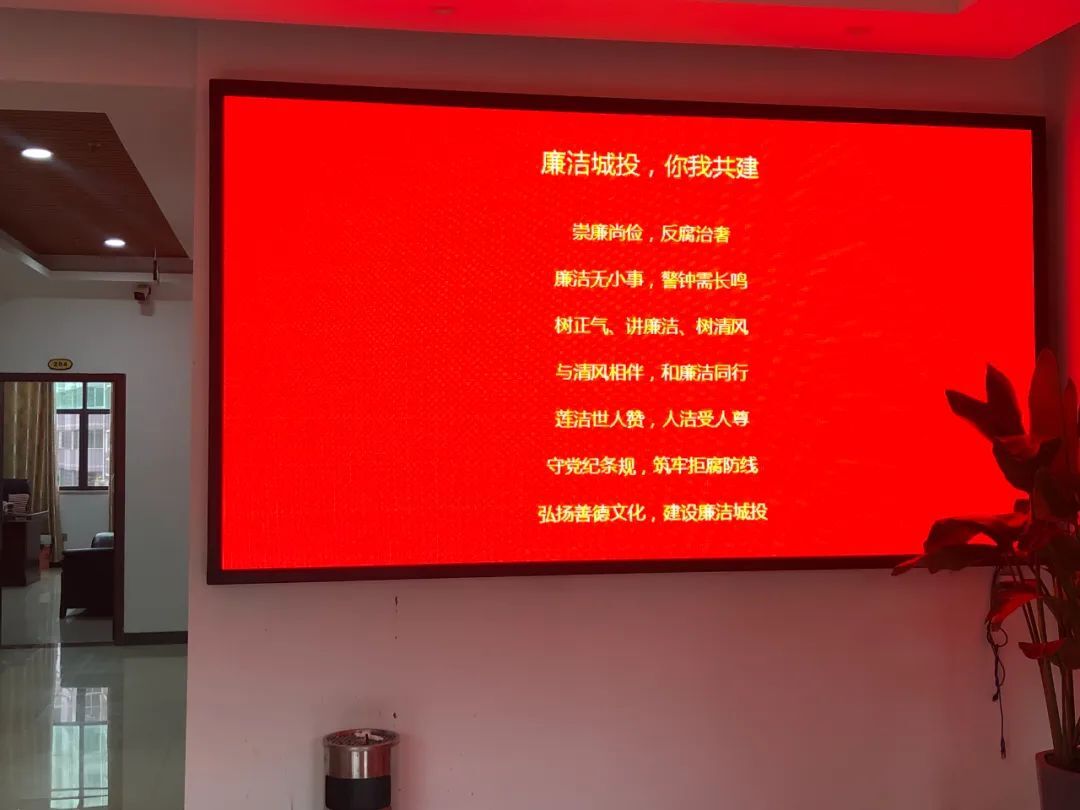 廉洁城投，你我共建
崇廉尚俭，反腐治奢
廉洁无小事，警钟需长鸣
树正气、讲廉洁、树清风
与清风相伴，和廉洁同行
莲洁世人赞，人洁受人尊
守党纪条规，筑牢拒腐防线
弘扬善德文化，建设廉洁城投